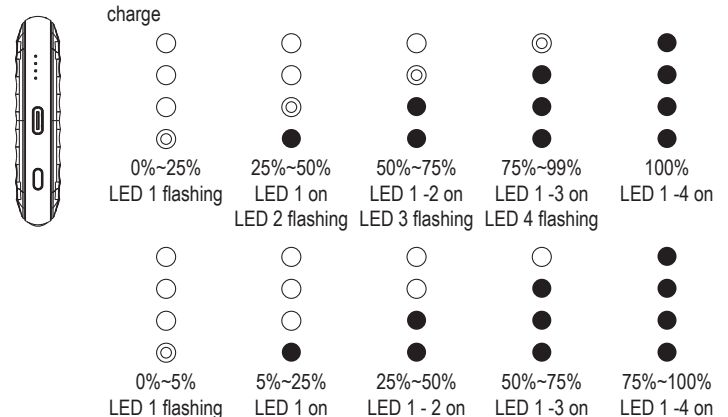 charge
0%~25% 25%~50% 50%~75% 75%~99% 100%
LED 1 flashing LED 1 on LED 1 -2 on LED 1 -3 on LED 1 -4 on
LED 2 flashing LED 3 flashing LED 4 flashing
0%~5% 5%~25% 25%~50% 50%~75% 75%~100%
LED 1 flashing LED 1 on LED 1 - 2 on LED 1 -3 on LED 1 -4 on